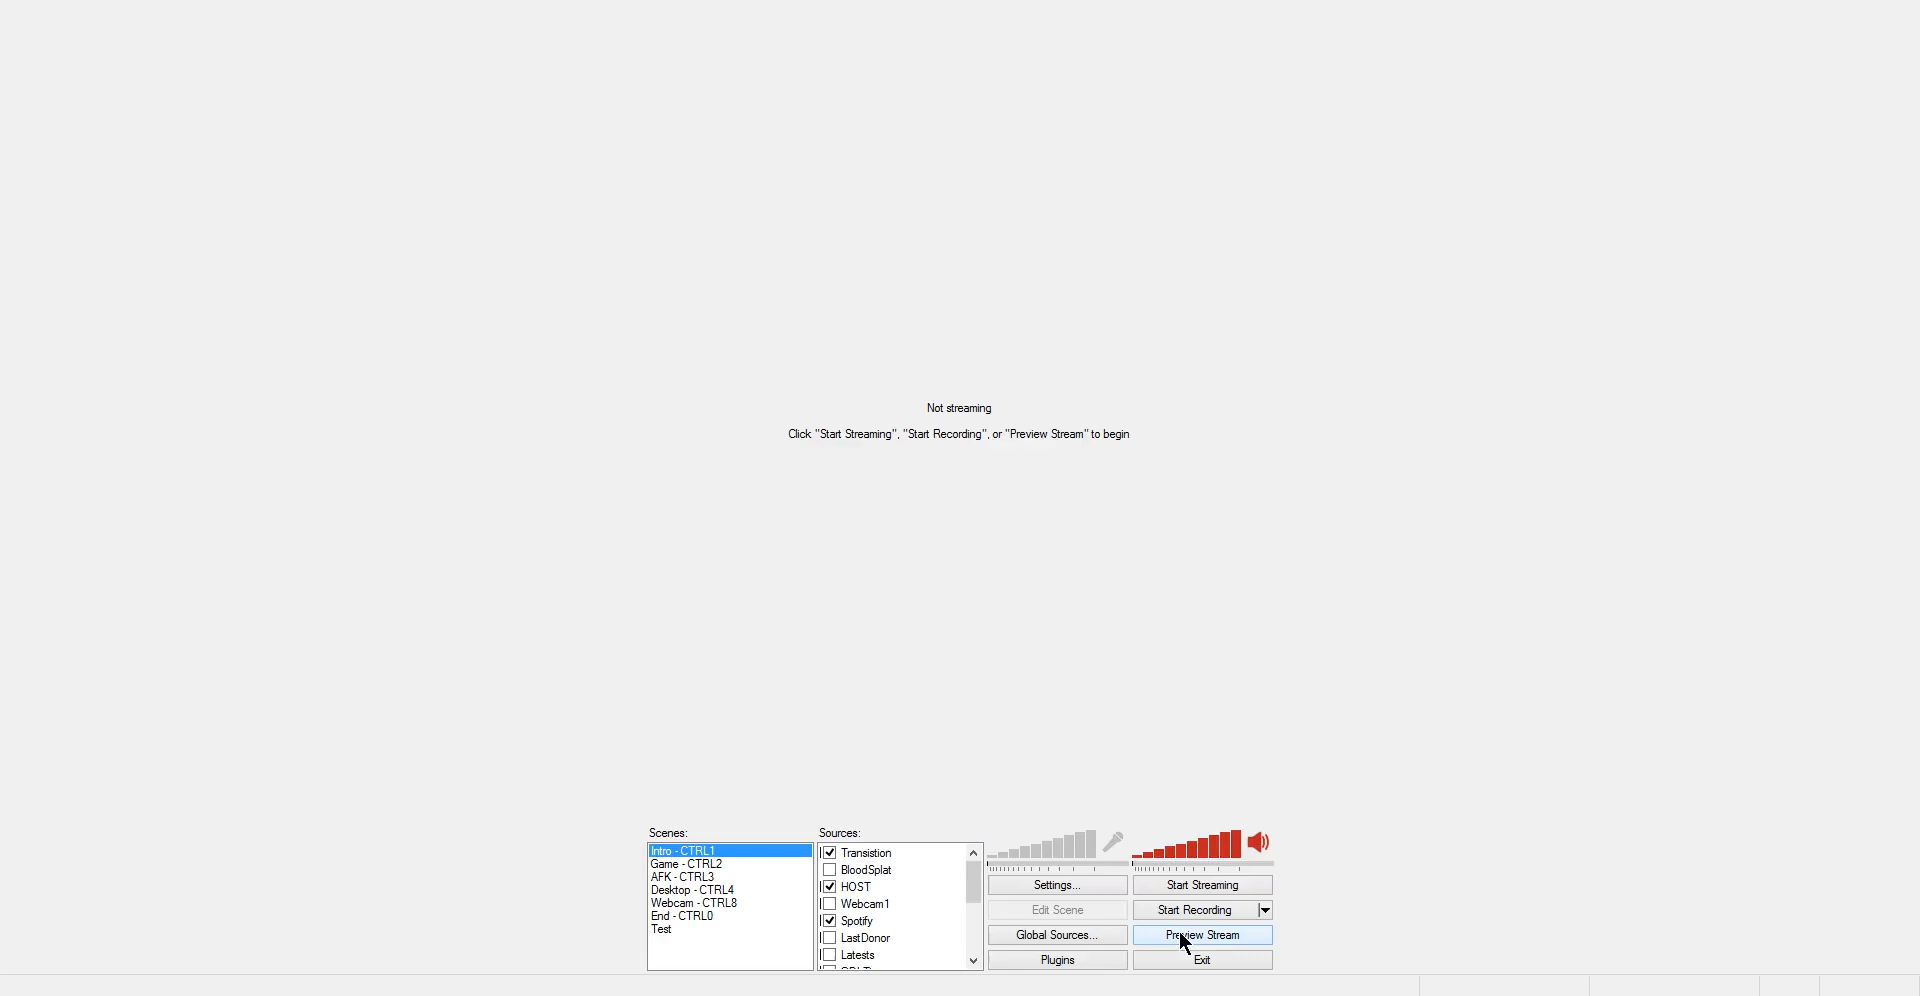 Not streaming
Click "Start Streaming", "Start Recording", or "Preview Stream" to begin
Scenes:
Intro - CTRL1
Game - CTRL2
AFK - CTRL3
Desktop - CTRL4
Webcam - CTRL8
End - CTRL0
Test
Sources:
Transistion
BloodSplat
HOST
Webcam1
Spotify
LastDonor
Latests
Settings...
Start Streaming
Edit Scene
Start Recording
Global Sources...
Preview Stream
Plugins
Exit